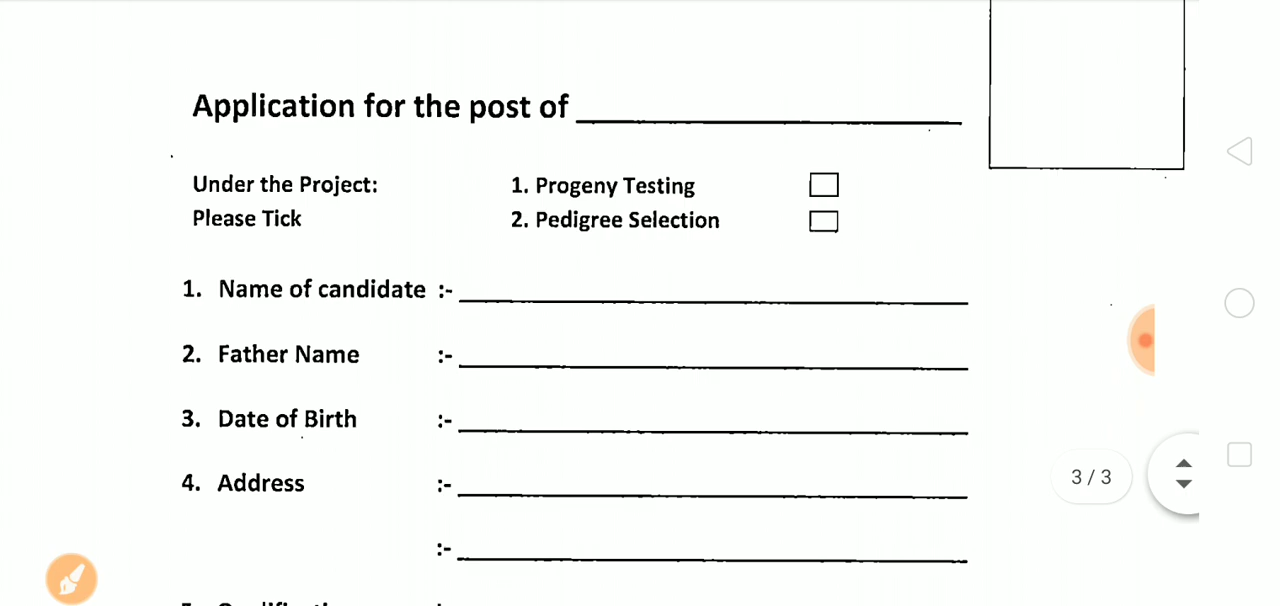 Application for the post of
Under the Project: 1. Progeny Testing
Please Tick 2. Pedigree Selection
1. Name of candidate :-
2. Father Name :-
3. Date of Birth :-
4. Address :-
:-
3 / 3